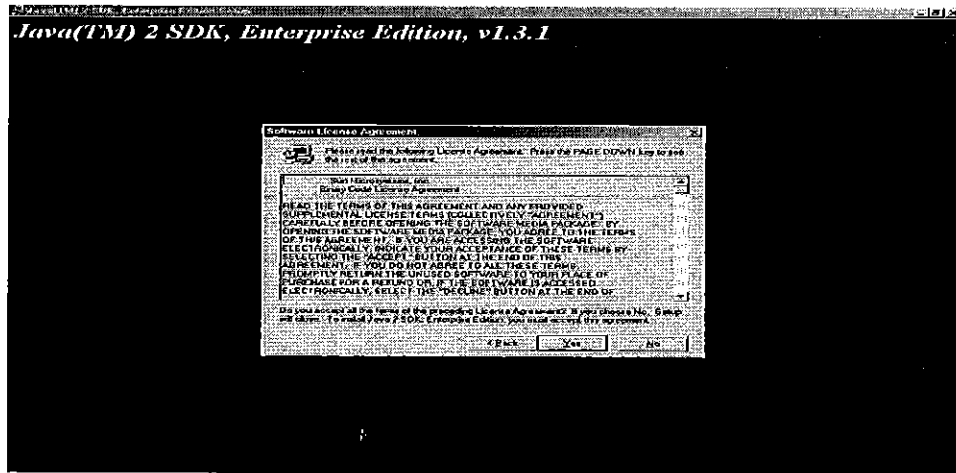 Java(TM) 2 SDK, Enterprise Edition, v1.3.1
Software License Agreement
Please read the following License Agreement. Press the PAGE DOWN key to see
the rest of the agreement.
Sun Microsystems, Inc.
Binary Code License Agreement
READ THE TERMS OF THIS AGREEMENT AND ANY PROVIDED
SUPPLEMENTAL LICENSE TERMS (COLLECTIVELY "AGREEMENT")
CAREFULLY BEFORE OPENING THE SOFTWARE MEDIA PACKAGE. BY
OPENING THE SOFTWARE MEDIA PACKAGE, YOU AGREE TO THE TERMS
OF THIS AGREEMENT. IF YOU ARE ACCESSING THE SOFTWARE
ELECTRONICALLY, INDICATE YOUR ACCEPTANCE OF THESE TERMS BY
SELECTING THE "ACCEPT" BUTTON AT THE END OF THIS
AGREEMENT. IF YOU DO NOT AGREE TO ALL THESE TERMS,
PROMPTLY RETURN THE UNUSED SOFTWARE TO YOUR PLACE OF
PURCHASE FOR A REFUND OR, IF THE SOFTWARE IS ACCESSED
ELECTRONICALLY, SELECT THE "DECLINE" BUTTON AT THE END OF
Do you accept all the terms of the preceding License Agreement? If you choose No, Setup
will close. To install Java 2 SDK, Enterprise Edition, you must accept this agreement.
< Back Yes No